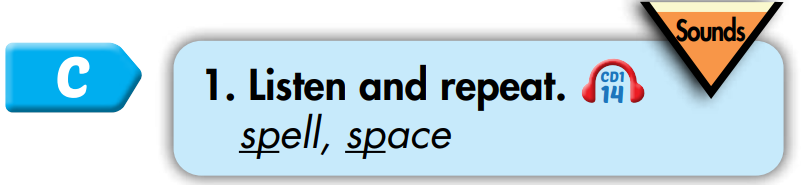 Sounds
C
1. Listen and repeat. CD1 14
spell, space